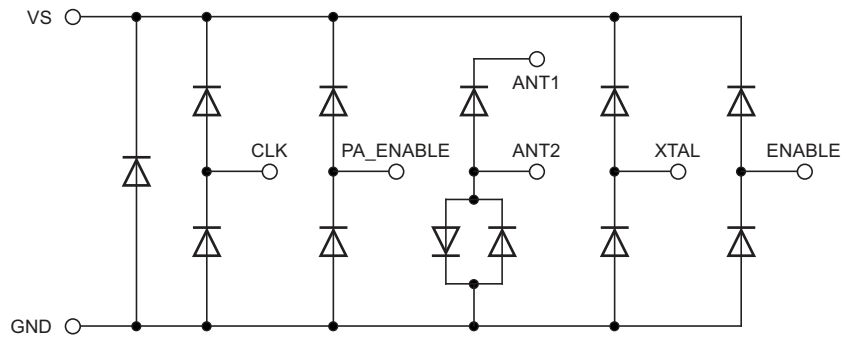 VS
ANT1
CLK
PA_ENABLE
ANT2
XTAL
ENABLE
GND